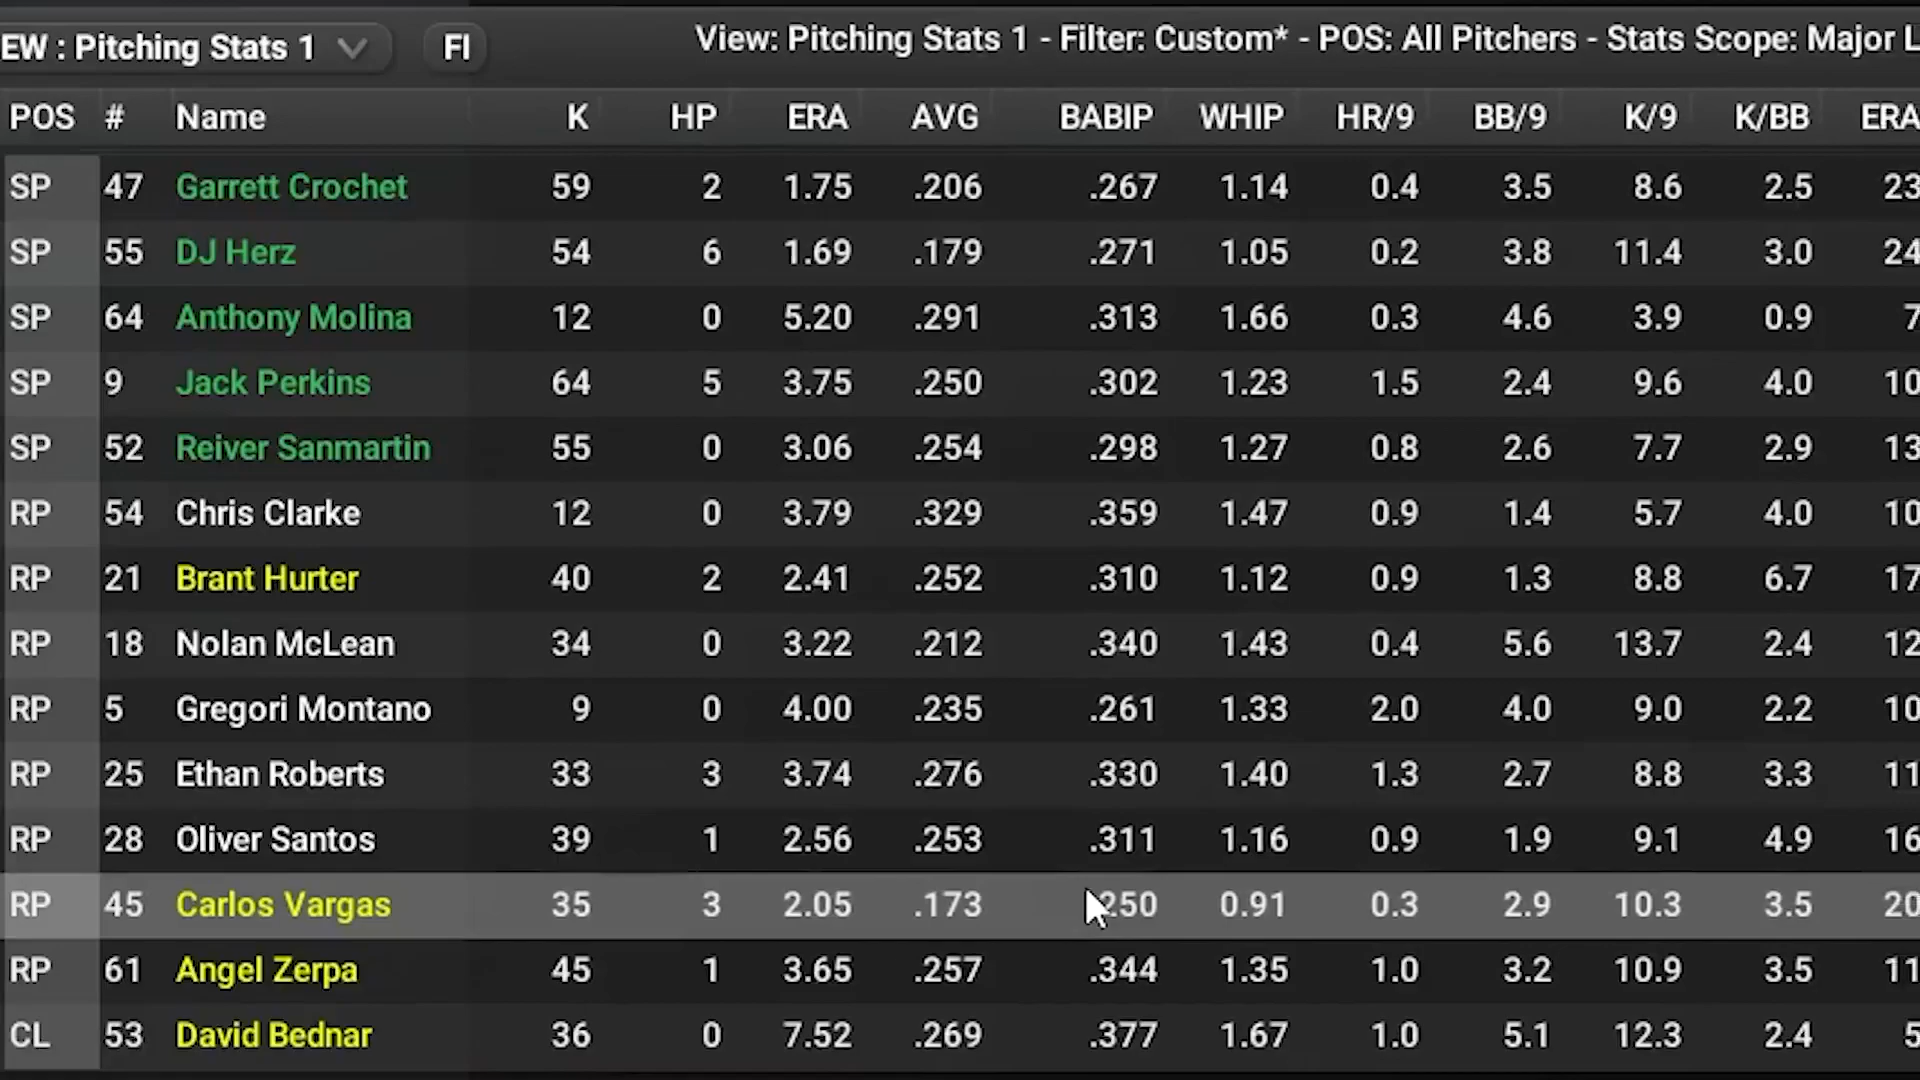 EW : Pitching Stats 1 FI View: Pitching Stats 1 - Filter: Custom* - POS: All Pitchers - Stats Scope: Major L
POS # Name K HP ERA AVG BABIP WHIP HR/9 BB/9 K/9 K/BB ERA
SP 47 Garrett Crochet 59 2 1.75 .206 .267 1.14 0.4 3.5 8.6 2.5 23
SP 55 DJ Herz 54 6 1.69 .179 .271 1.05 0.2 3.8 11.4 3.0 24
SP 64 Anthony Molina 12 0 5.20 .291 .313 1.66 0.3 4.6 3.9 0.9 7
SP 9 Jack Perkins 64 5 3.75 .250 .302 1.23 1.5 2.4 9.6 4.0 10
SP 52 Reiver Sanmartin 55 0 3.06 .254 .298 1.27 0.8 2.6 7.7 2.9 13
RP 54 Chris Clarke 12 0 3.79 .329 .359 1.47 0.9 1.4 5.7 4.0 10
RP 21 Brant Hurter 40 2 2.41 .252 .310 1.12 0.9 1.3 8.8 6.7 17
RP 18 Nolan McLean 34 0 3.22 .212 .340 1.43 0.4 5.6 13.7 2.4 12
RP 5 Gregori Montano 9 0 4.00 .235 .261 1.33 2.0 4.0 9.0 2.2 10
RP 25 Ethan Roberts 33 3 3.74 .276 .330 1.40 1.3 2.7 8.8 3.3 11
RP 28 Oliver Santos 39 1 2.56 .253 .311 1.16 0.9 1.9 9.1 4.9 16
RP 45 Carlos Vargas 35 3 2.05 .173 250 0.91 0.3 2.9 10.3 3.5 20
RP 61 Angel Zerpa 45 1 3.65 .257 .344 1.35 1.0 3.2 10.9 3.5 11
CL 53 David Bednar 36 0 7.52 .269 .377 1.67 1.0 5.1 12.3 2.4 5